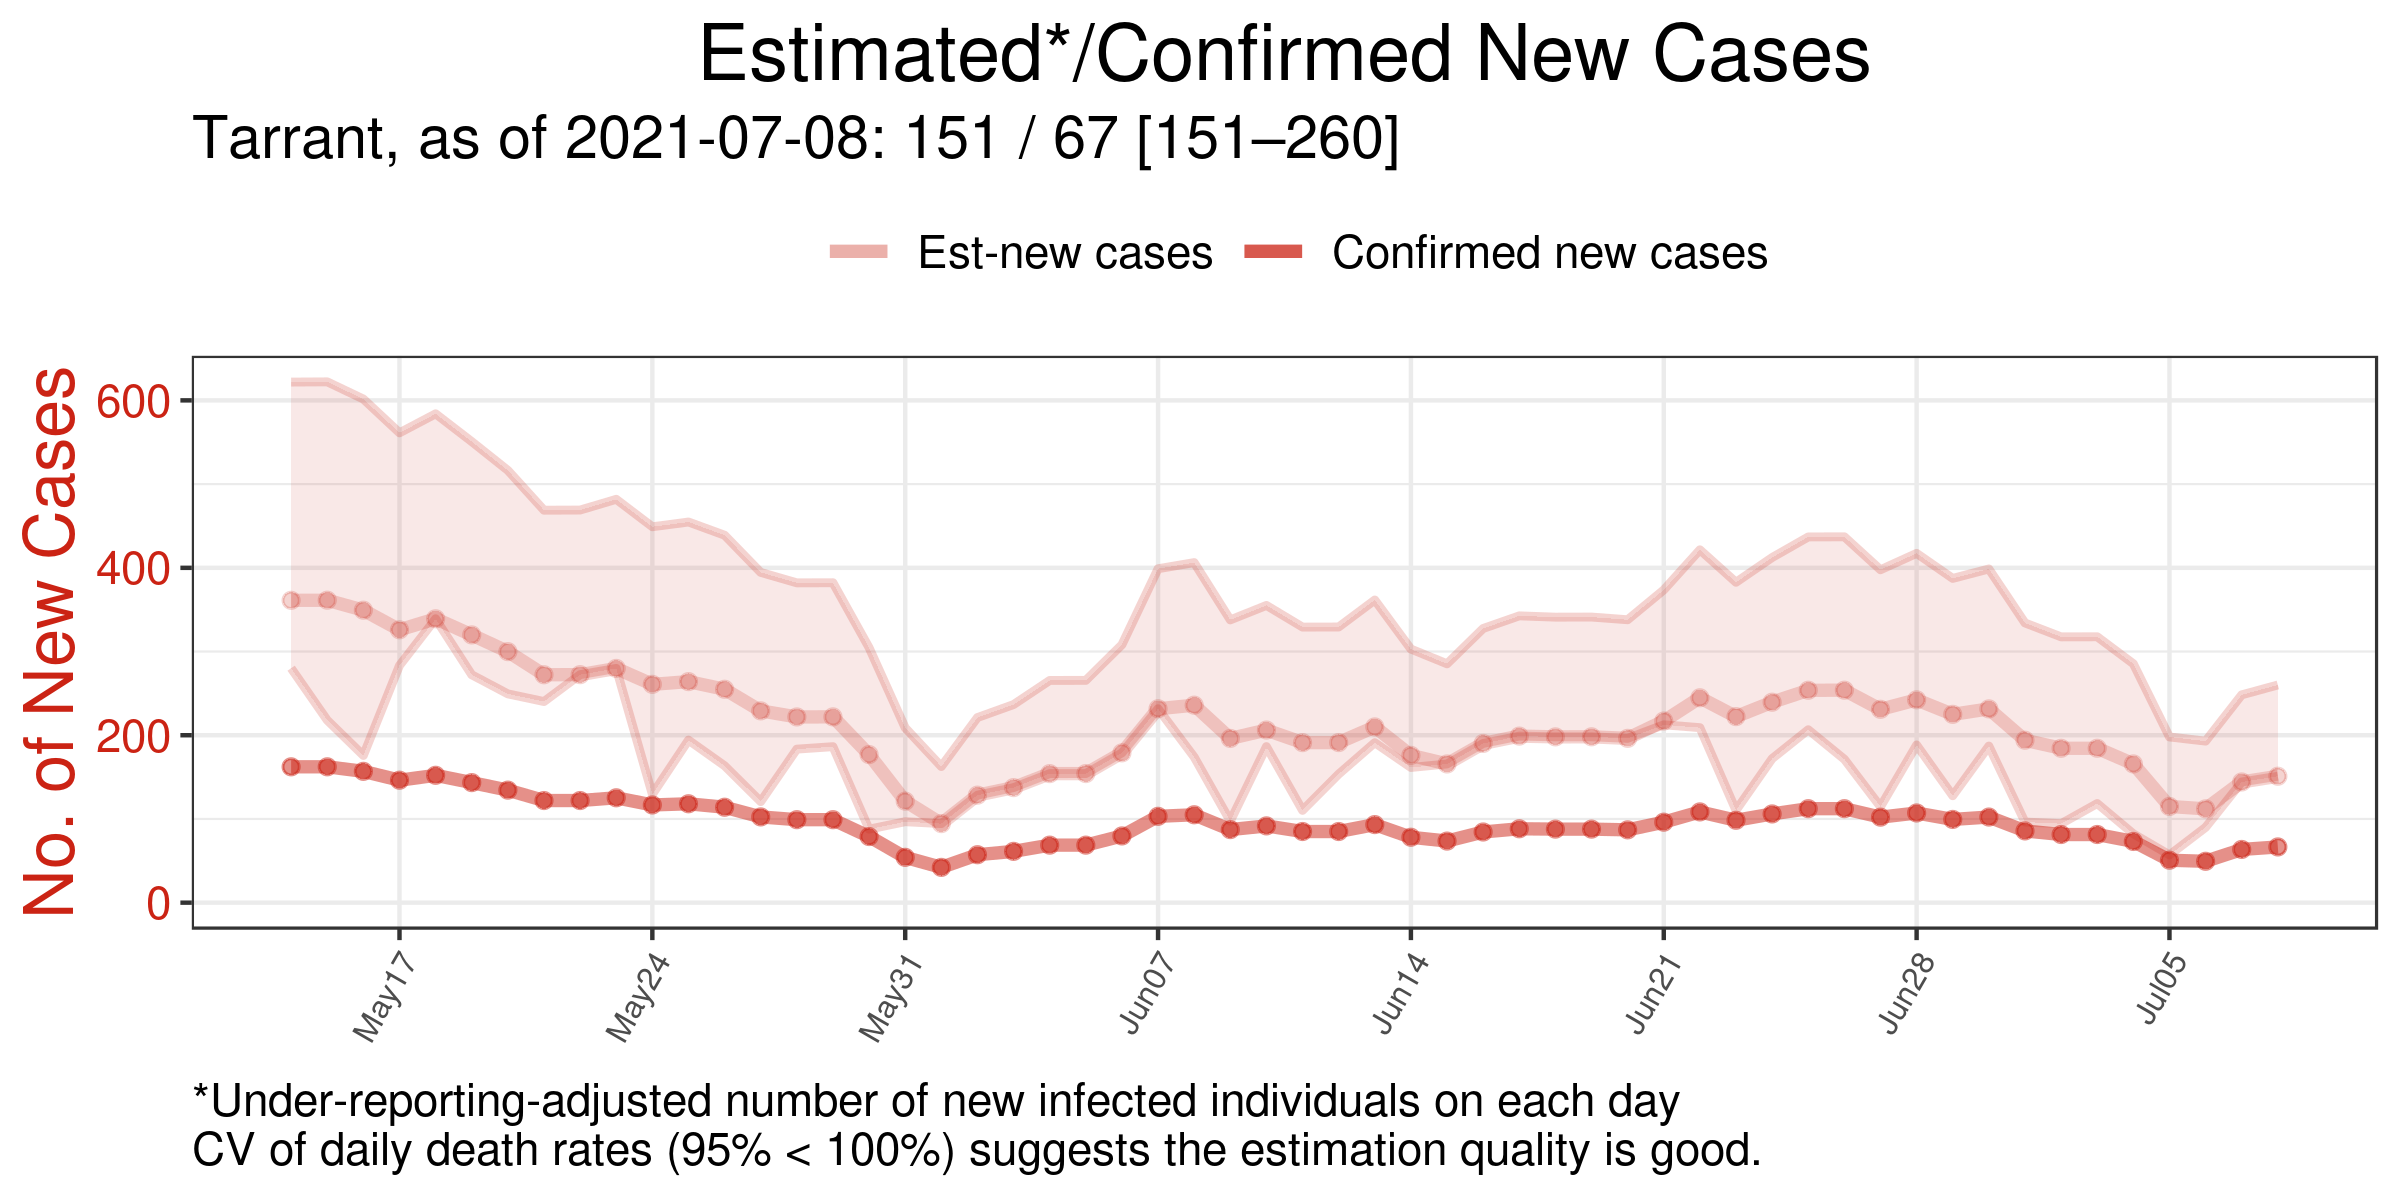 Estimated*/Confirmed New Cases
Tarrant, as of 2021-07-08: 151 / 67 [151–260]
Est-new cases
Confirmed new cases
No. of New Cases
600
400
200
0
May17
May24
May31
Jun07
Jun14
Jun21
Jun28
Jul05
*Under-reporting-adjusted number of new infected individuals on each day
CV of daily death rates (95% < 100%) suggests the estimation quality is good.